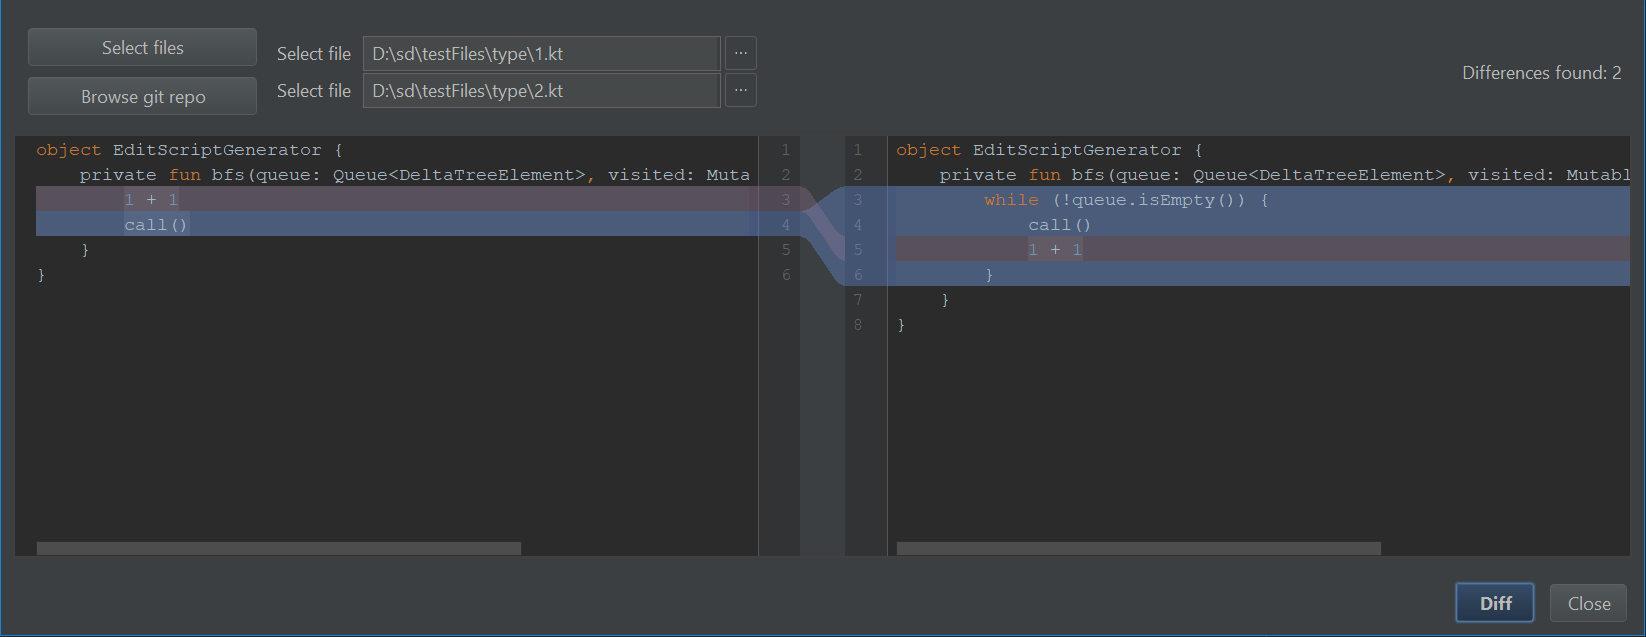 Select files
Select file D:\sd\testFiles\type\1.kt ...
Browse git repo
Select file D:\sd\testFiles\type\2.kt ...
Differences found: 2
object EditScriptGenerator { 1
private fun bfs(queue: Queue<DeltaTreeElement>, visited: Muta 2
1 + 1 3
call() 4
} 5
} 6
1 object EditScriptGenerator {
2 private fun bfs(queue: Queue<DeltaTreeElement>, visited: Mutabl
3 while (!queue.isEmpty()) {
4 call()
5 1 + 1
6 }
7 }
8 }
Diff Close